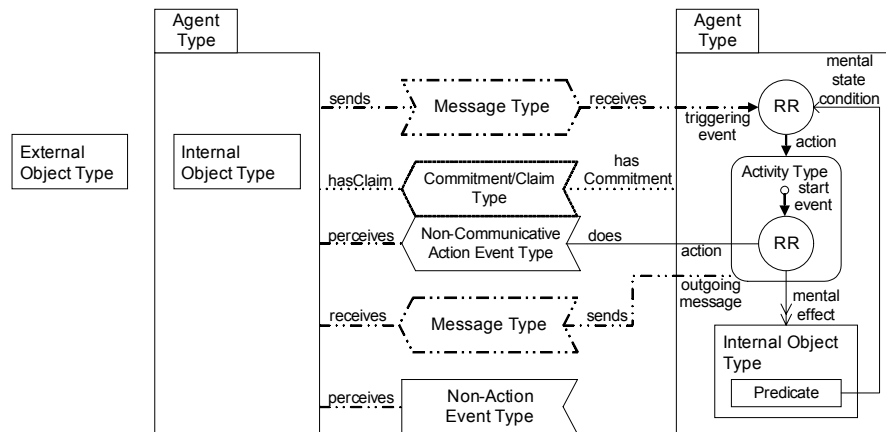 Agent
Type
Agent
Type
mental
state
condition
sends
Message Type
receives
RR
triggering
event
action
External
Object Type
Internal
Object Type
hasClaim
Commitment/Claim
Type
has
Commitment
Activity Type
start
event
perceives
Non-Communicative
Action Event Type
does
action
RR
outgoing
message
mental
effect
receives
Message Type
sends
Internal Object
Type
Predicate
perceives
Non-Action
Event Type